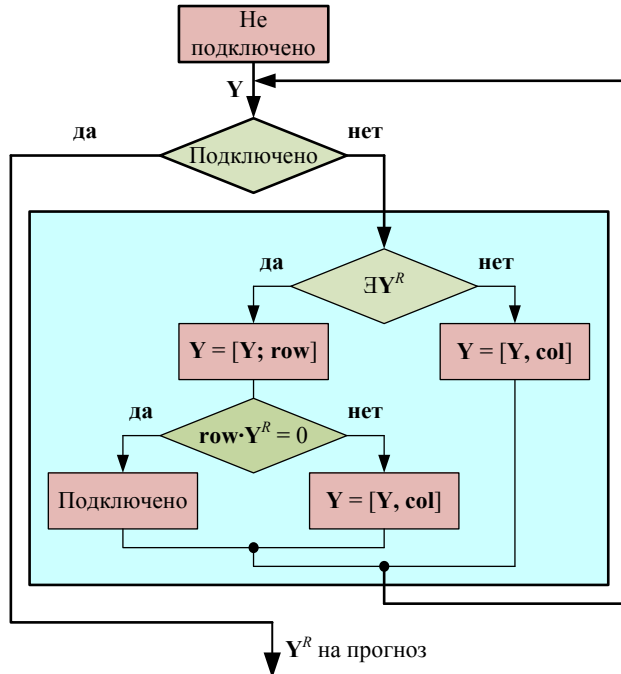 Не
подключено
Y
да
нет
Подключено
да
нет
∃Y^R
Y = [Y; row]
Y = [Y, col]
да
нет
row·Y^R = 0
Подключено
Y = [Y, col]
Y^R на прогноз